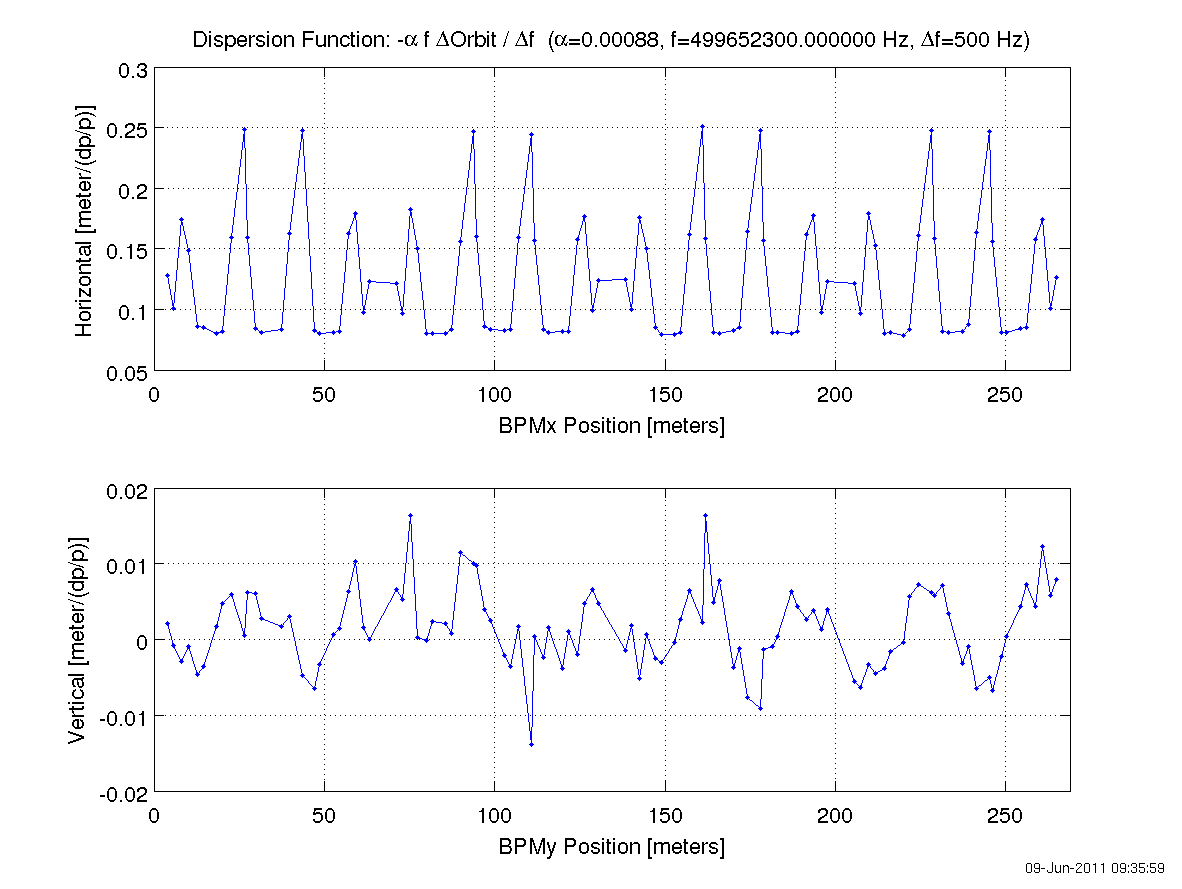 Dispersion Function: -α f ΔOrbit / Δf (α=0.00088, f=499652300.000000 Hz, Δf=500 Hz)
0.3
0.25
0.2
0.15
0.1
0.05
Horizontal [meter/(dp/p)]
0 50 100 150 200 250
BPMx Position [meters]
0.02
0.01
0
-0.01
-0.02
Vertical [meter/(dp/p)]
0 50 100 150 200 250
BPMy Position [meters]
09-Jun-2011 09:35:59